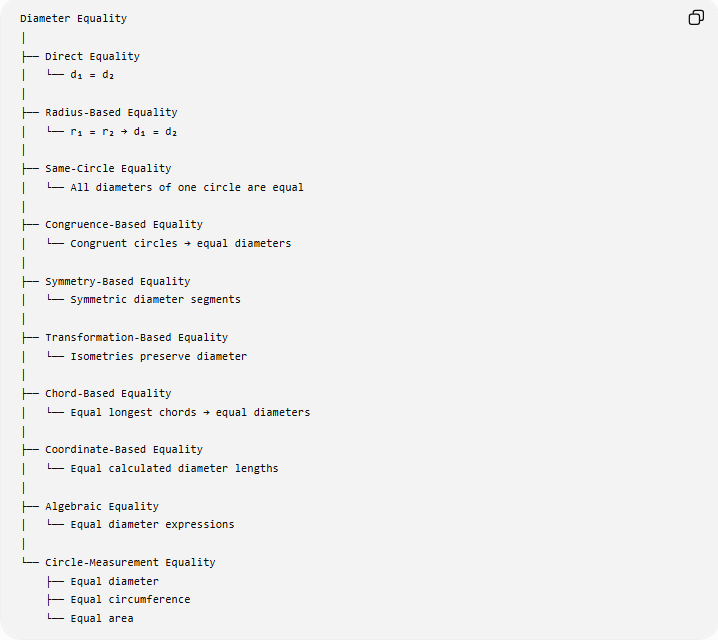 Diameter Equality
│
├── Direct Equality
│   └── d₁ = d₂
│
├── Radius-Based Equality
│   └── r₁ = r₂ → d₁ = d₂
│
├── Same-Circle Equality
│   └── All diameters of one circle are equal
│
├── Congruence-Based Equality
│   └── Congruent circles → equal diameters
│
├── Symmetry-Based Equality
│   └── Symmetric diameter segments
│
├── Transformation-Based Equality
│   └── Isometries preserve diameter
│
├── Chord-Based Equality
│   └── Equal longest chords → equal diameters
│
├── Coordinate-Based Equality
│   └── Equal calculated diameter lengths
│
├── Algebraic Equality
│   └── Equal diameter expressions
│
└── Circle-Measurement Equality
    ├── Equal diameter
    ├── Equal circumference
    └── Equal area